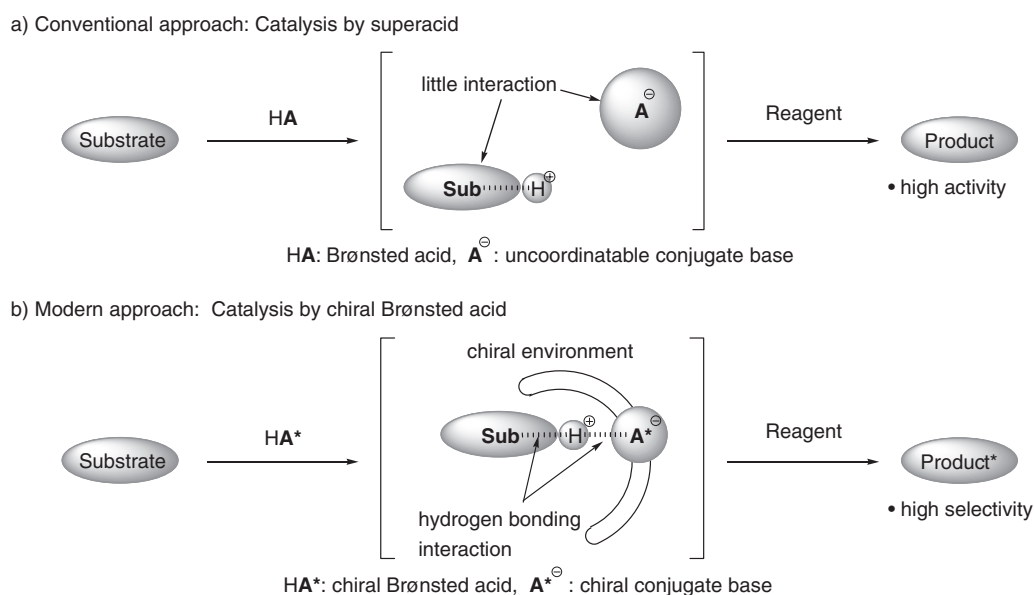 a) Conventional approach: Catalysis by superacid
little interaction
Substrate
HA
A⊖
Sub H⊕
Reagent
Product
• high activity
HA: Brønsted acid, A⊖: uncoordinatable conjugate base
b) Modern approach: Catalysis by chiral Brønsted acid
chiral environment
Substrate
HA*
Sub H⊕ A*⊖
Reagent
Product*
• high selectivity
hydrogen bonding
interaction
HA*: chiral Brønsted acid, A*⊖: chiral conjugate base